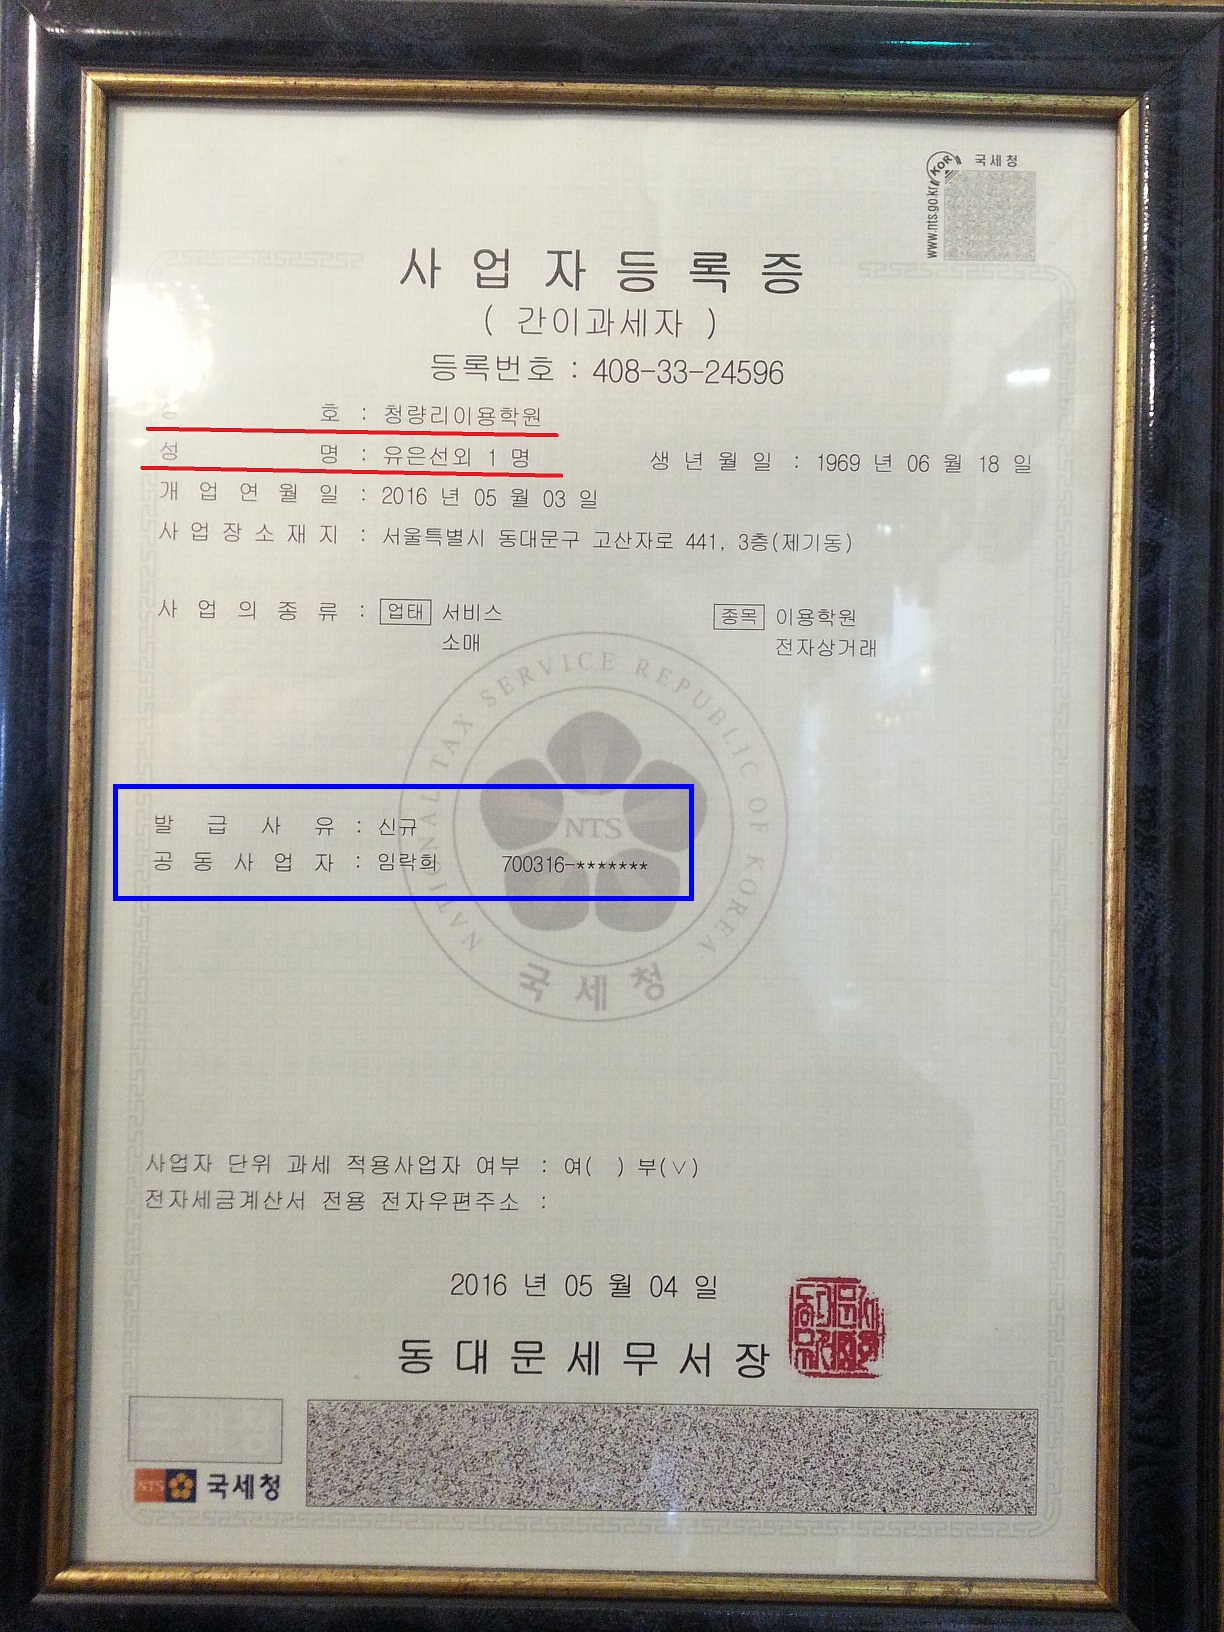 국세청
KOR
www.nts.go.kr
사업자등록증
( 간이과세자 )
등록번호 : 408-33-24596
호 : 청량리이용학원
성 명 : 유은선외 1 명 생년월일 : 1969 년 06 월 18 일
개업연월일 : 2016 년 05 월 03 일
사업장소재지 : 서울특별시 동대문구 고산자로 441, 3층(제기동)
사업의종류 : 업태 서비스 종목 이용학원
소매 전자상거래
NATIONAL TAX SERVICE REPUBLIC OF KOREA
NTS
국세청
발급사유 : 신규
공동사업자 : 임락희 700316-*******
사업자 단위 과세 적용사업자 여부 : 여( ) 부(∨)
전자세금계산서 전용 전자우편주소 :
2016 년 05 월 04 일
동대문세무서장
국세청
NTS 국세청